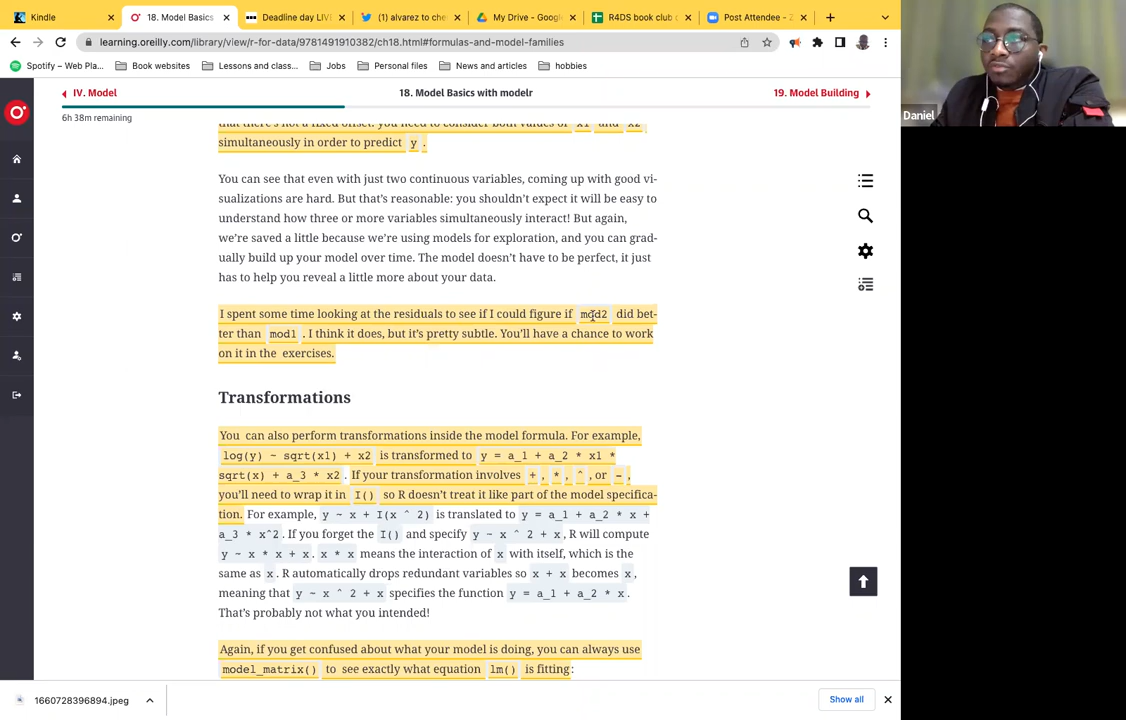 Kindle
18. Model Basics
Deadline day LIV
(1) alvarez to che
My Drive - Google
R4DS book club
Post Attendee - Z
learning.oreilly.com/library/view/r-for-data/9781491910382/ch18.html#formulas-and-model-families
Spotify – Web Pla...
Book websites
Lessons and class...
Jobs
Personal files
News and articles
hobbies
IV. Model
18. Model Basics with modelr
19. Model Building
6h 38m remaining
Daniel
that there's not a fixed offset: you need to consider both values of x1 and x2
simultaneously in order to predict y .
You can see that even with just two continuous variables, coming up with good vi-
sualizations are hard. But that's reasonable: you shouldn't expect it will be easy to
understand how three or more variables simultaneously interact! But again,
we're saved a little because we're using models for exploration, and you can grad-
ually build up your model over time. The model doesn't have to be perfect, it just
has to help you reveal a little more about your data.
I spent some time looking at the residuals to see if I could figure if mod2 did bet-
ter than mod1 . I think it does, but it's pretty subtle. You'll have a chance to work
on it in the exercises.
Transformations
You can also perform transformations inside the model formula. For example,
log(y) ~ sqrt(x1) + x2 is transformed to y = a_1 + a_2 * x1 *
sqrt(x) + a_3 * x2 . If your transformation involves + , * , ^ , or - ,
you'll need to wrap it in I() so R doesn't treat it like part of the model specifica-
tion. For example, y ~ x + I(x ^ 2) is translated to y = a_1 + a_2 * x +
a_3 * x^2 . If you forget the I() and specify y ~ x ^ 2 + x , R will compute
y ~ x * x + x . x * x means the interaction of x with itself, which is the
same as x . R automatically drops redundant variables so x + x becomes x ,
meaning that y ~ x ^ 2 + x specifies the function y = a_1 + a_2 * x .
That's probably not what you intended!
Again, if you get confused about what your model is doing, you can always use
model_matrix() to see exactly what equation lm() is fitting:
1660728396894.jpeg
Show all